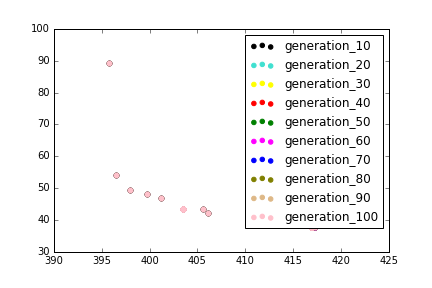 100
90
80
70
60
50
40
30
390
395
400
405
410
415
420
425
generation_10
generation_20
generation_30
generation_40
generation_50
generation_60
generation_70
generation_80
generation_90
generation_100